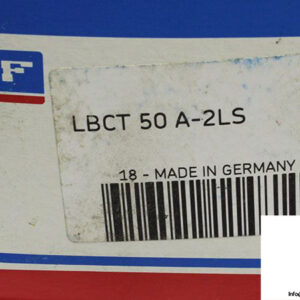 F
LBCT 50 A-2LS
18 - MADE IN GERMANY